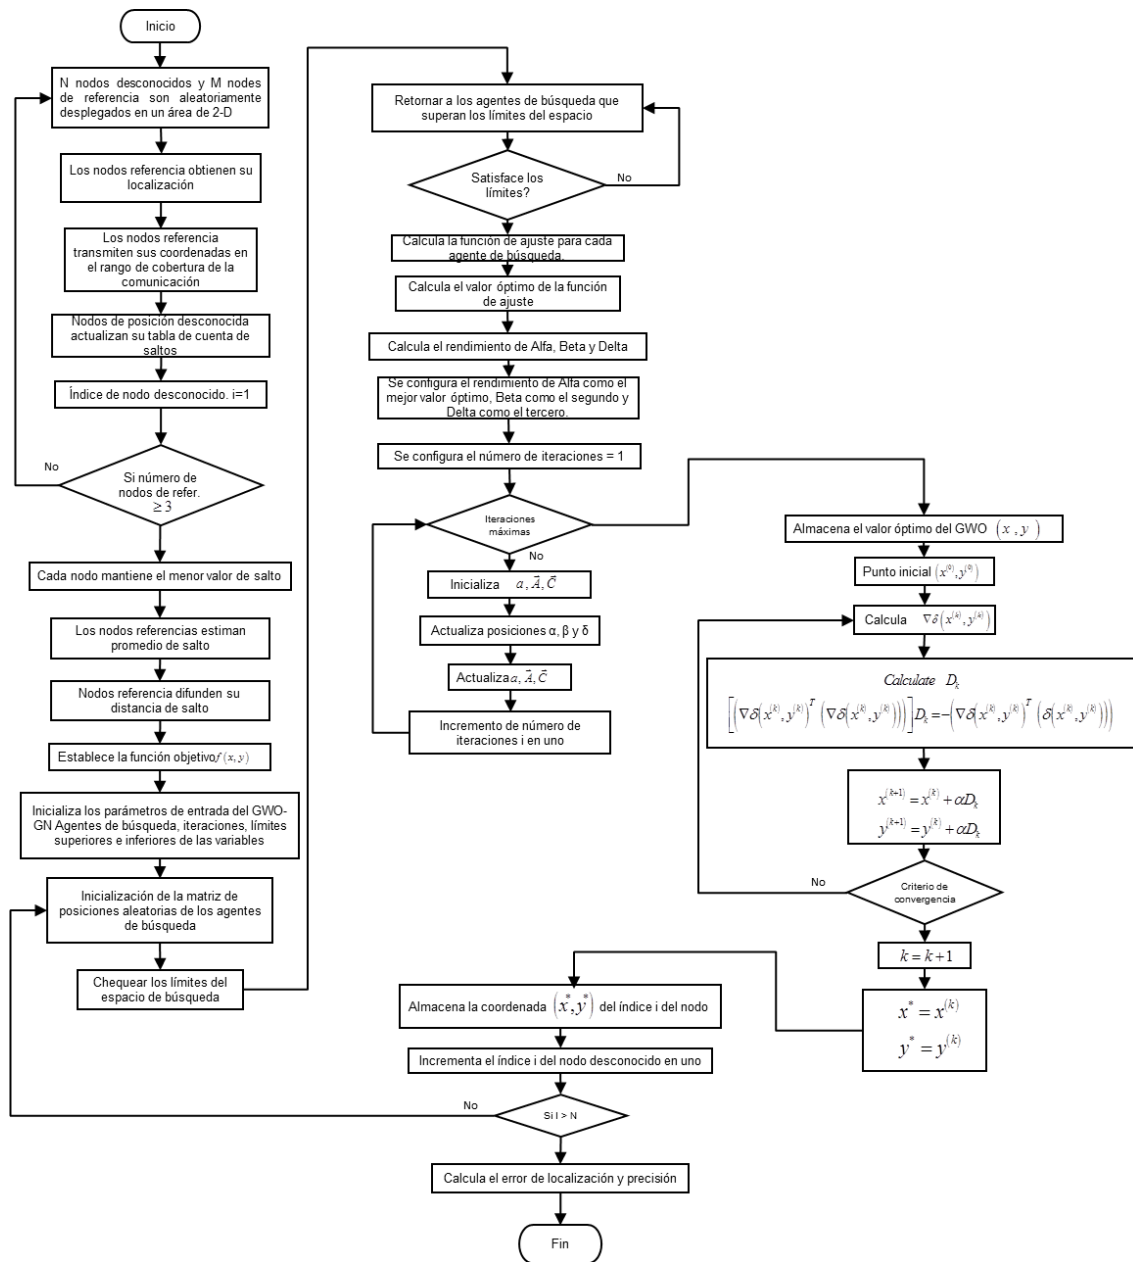 Inicio
N nodos desconocidos y M nodes
de referencia son aleatoriamente
desplegados en un área de 2-D
Los nodos referencia obtienen su
localización
Los nodos referencia
transmiten sus coordenadas en
el rango de cobertura de la
comunicación
Nodos de posición desconocida
actualizan su tabla de cuenta de
saltos
Índice de nodo desconocido. i=1
No
Si número de
nodos de refer.
≥ 3
Cada nodo mantiene el menor valor de salto
Los nodos referencias estiman
promedio de salto
Nodos referencia difunden su
distancia de salto
Establece la función objetivo f(x, y)
Inicializa los parámetros de entrada del GWO-
GN Agentes de búsqueda, iteraciones, límites
superiores e inferiores de las variables
Inicialización de la matriz de
posiciones aleatorias de los agentes
de búsqueda
Chequear los límites del
espacio de búsqueda
Retornar a los agentes de búsqueda que
superan los límites del espacio
Satisface los
límites?
No
Calcula la función de ajuste para cada
agente de búsqueda.
Calcula el valor óptimo de la función
de ajuste
Calcula el rendimiento de Alfa, Beta y Delta
Se configura el rendimiento de Alfa como el
mejor valor óptimo, Beta como el segundo y
Delta como el tercero.
Se configura el número de iteraciones = 1
Iteraciones
máximas
No
Inicializa a, A⃗, C⃗
Actualiza posiciones α, β y δ
Actualiza a, A⃗, C⃗
Incremento de número de
iteraciones i en uno
Almacena el valor óptimo del GWO (x, y)
Punto inicial (x^(0), y^(0))
Calcula ∇δ(x^(k), y^(k))
Calculate D_k
[(∇δ(x^(k), y^(k))^T (∇δ(x^(k), y^(k))))] D_k = −(∇δ(x^(k), y^(k))^T (δ(x^(k), y^(k))))
x^(k+1) = x^(k) + αD_k
y^(k+1) = y^(k) + αD_k
No
Criterio de
convergencia
k = k+1
x^* = x^(k)
y^* = y^(k)
Almacena la coordenada (x^*, y^*) del índice i del nodo
Incrementa el índice i del nodo desconocido en uno
No
Si I > N
Calcula el error de localización y precisión
Fin